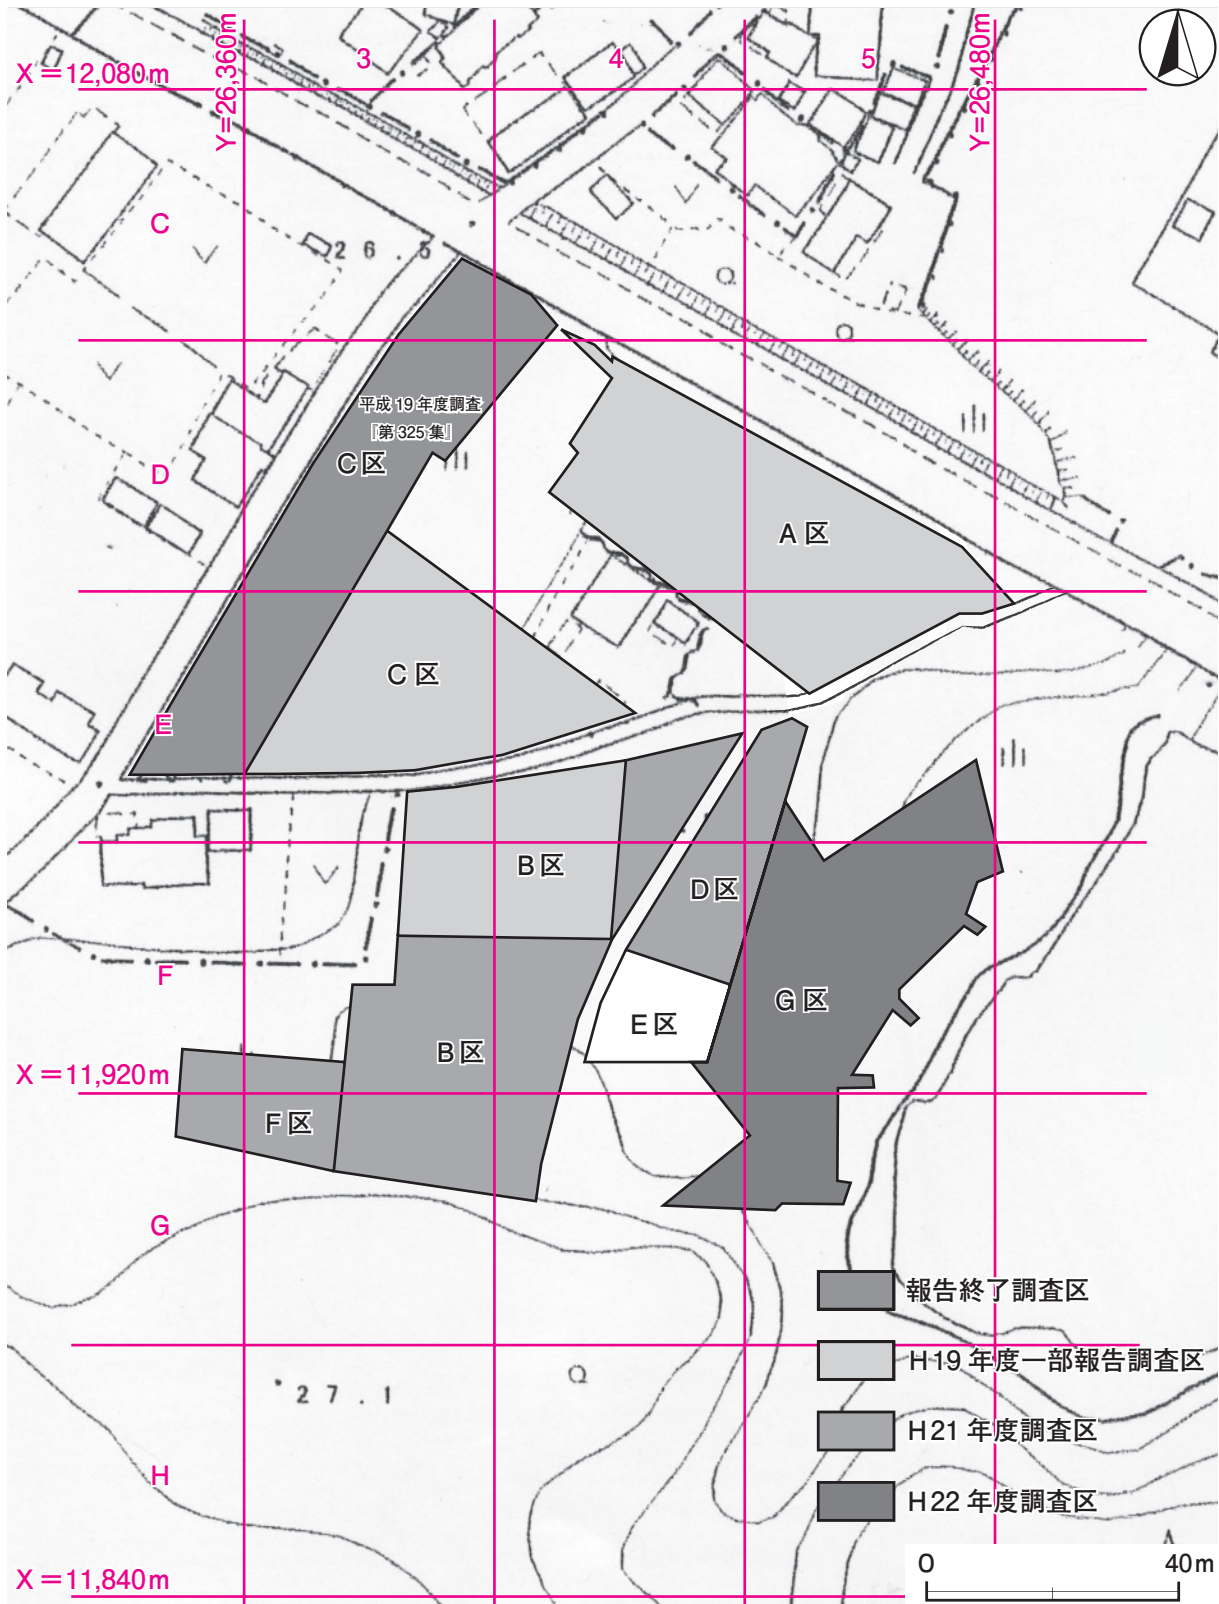 3
4
5
X＝12,080m
Y=26,360m
Y=26,480m
C
26.5
平成19年度調査
『第325集』
C区
D
A区
C区
E
B区
D区
F
G区
E区
B区
X＝11,920m
F区
G
報告終了調査区
H19年度一部報告調査区
27.1
H21年度調査区
H
H22年度調査区
X＝11,840m
0
40m